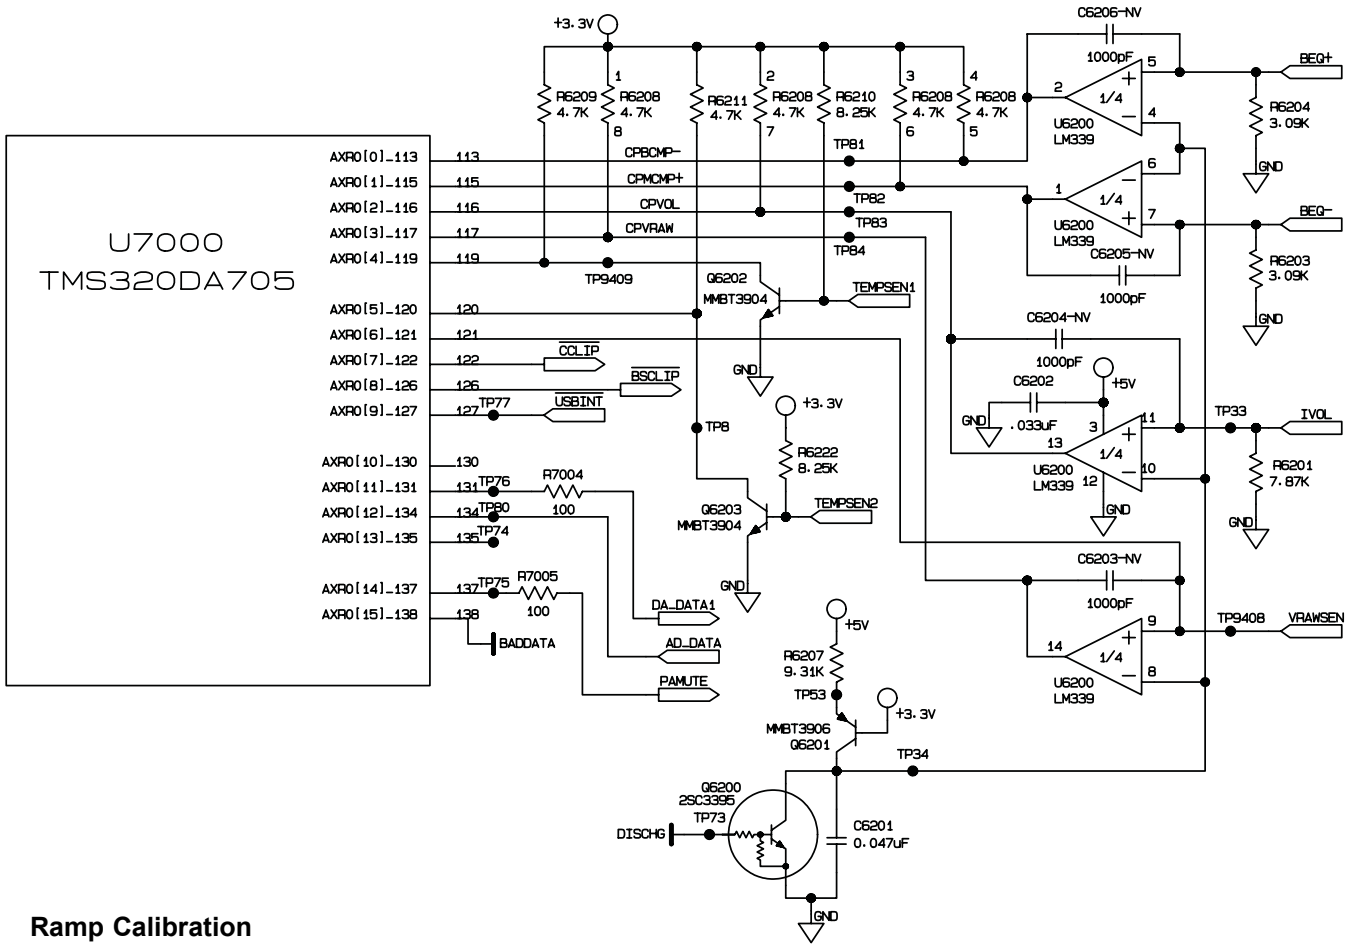 C6206-NV
1000pF
+3.3V
BEQ+
5
+
2
1/4
4
-
U6200
LM339
R6204
3.09K
GND
1
R6209
4.7K
R6208
4.7K
8
R6211
4.7K
2
R6208
4.7K
7
R6210
8.25K
3
R6208
4.7K
6
4
R6208
4.7K
5
U7000
TMS320DA705
AXR0[0]_113
113
CPBCMP-
TP81
AXR0[1]_115
115
CPMCMP+
TP82
AXR0[2]_116
116
CPVOL
TP83
AXR0[3]_117
117
CPVRAW
TP84
AXR0[4]_119
119
TP9409
AXR0[5]_120
120
AXR0[6]_121
121
AXR0[7]_122
122
CCLIP
AXR0[8]_126
126
BSCLIP
AXR0[9]_127
127
TP77
USBINT
AXR0[10]_130
130
AXR0[11]_131
131
TP76
R7004
100
AXR0[12]_134
134
TP80
AXR0[13]_135
135
TP74
AXR0[14]_137
137
TP75
R7005
100
AXR0[15]_138
138
BADDATA
DA_DATA1
AD_DATA
PAMUTE
6
-
1
1/4
+
7
U6200
LM339
BEQ-
C6205-NV
1000pF
R6203
3.09K
GND
Q6202
MMBT3904
TEMPSEN1
GND
TP8
+3.3V
R6222
8.25K
Q6203
MMBT3904
TEMPSEN2
GND
C6204-NV
1000pF
C6202
.033uF
+5V
GND
3
11
+
13
1/4
-
10
U6200
LM339
12
GND
TP33
IVOL
R6201
7.87K
GND
C6203-NV
1000pF
9
+
14
1/4
-
8
U6200
LM339
TP9408
VRAWSEN
+5V
R6207
9.31K
TP53
+3.3V
MMBT3906
Q6201
TP34
Q6200
2SC3395
TP73
DISCHG
C6201
0.047uF
GND
Ramp Calibration